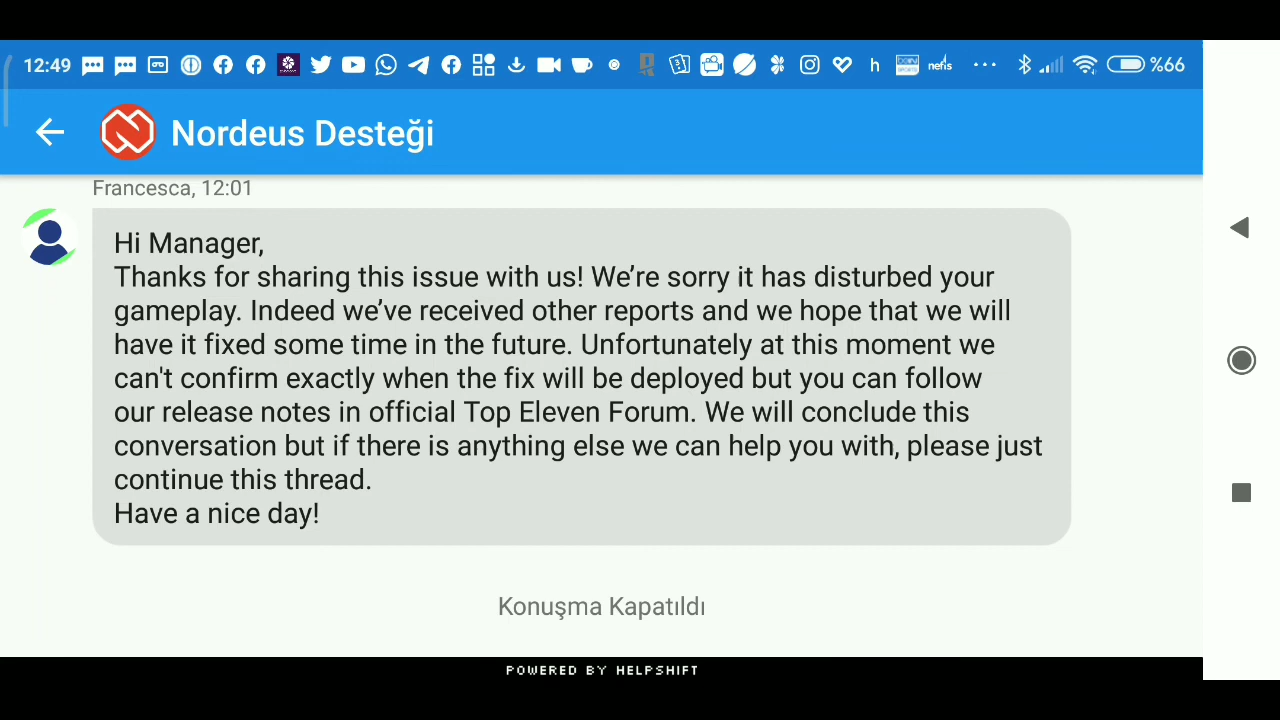 12:49
h
beIN
SPORTS
nefis
%66
Nordeus Desteği
Francesca, 12:01
Hi Manager,
Thanks for sharing this issue with us! We’re sorry it has disturbed your
gameplay. Indeed we’ve received other reports and we hope that we will
have it fixed some time in the future. Unfortunately at this moment we
can't confirm exactly when the fix will be deployed but you can follow
our release notes in official Top Eleven Forum. We will conclude this
conversation but if there is anything else we can help you with, please just
continue this thread.
Have a nice day!
Konuşma Kapatıldı
POWERED BY HELPSHIFT